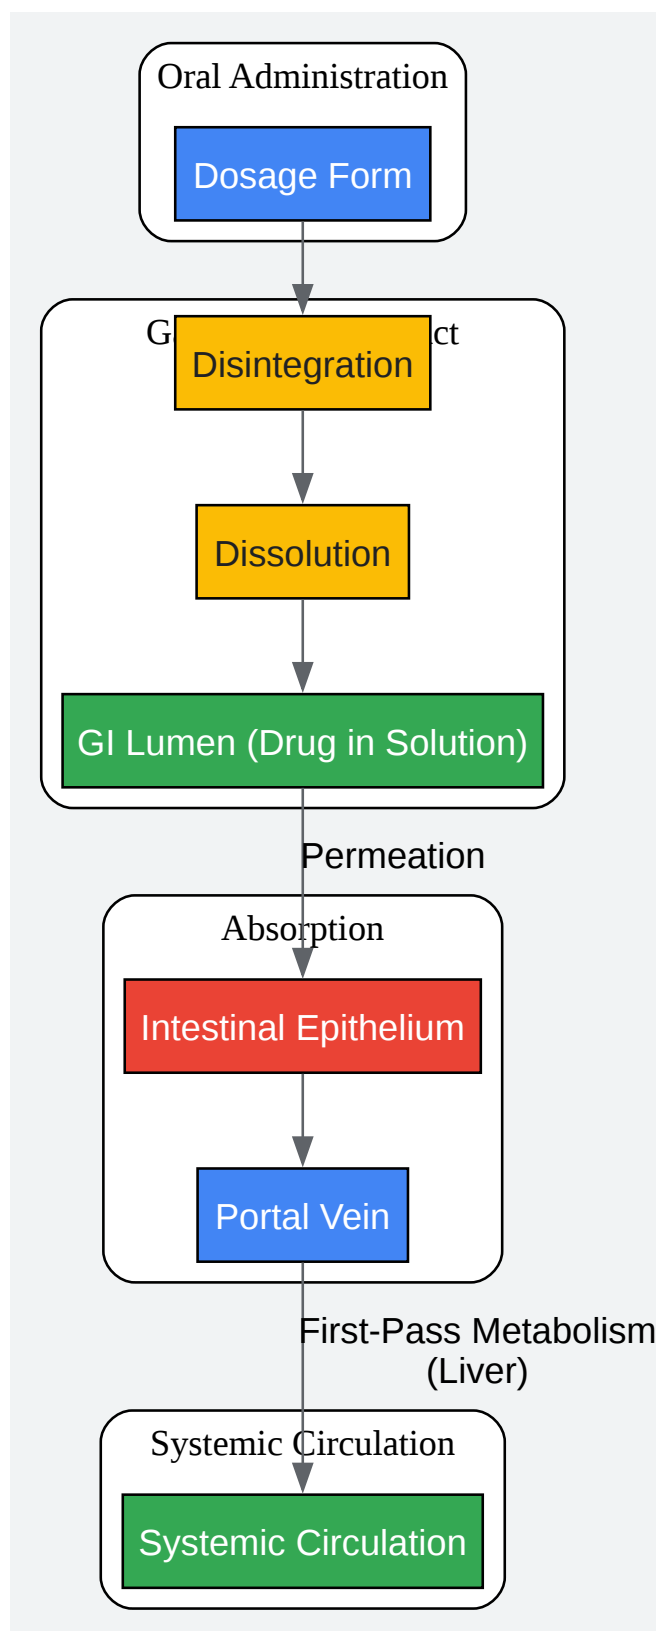 Oral Administration
Dosage Form
Disintegration
Dissolution
GI Lumen (Drug in Solution)
Permeation
Absorption
Intestinal Epithelium
Portal Vein
First-Pass Metabolism
(Liver)
Systemic Circulation
Systemic Circulation